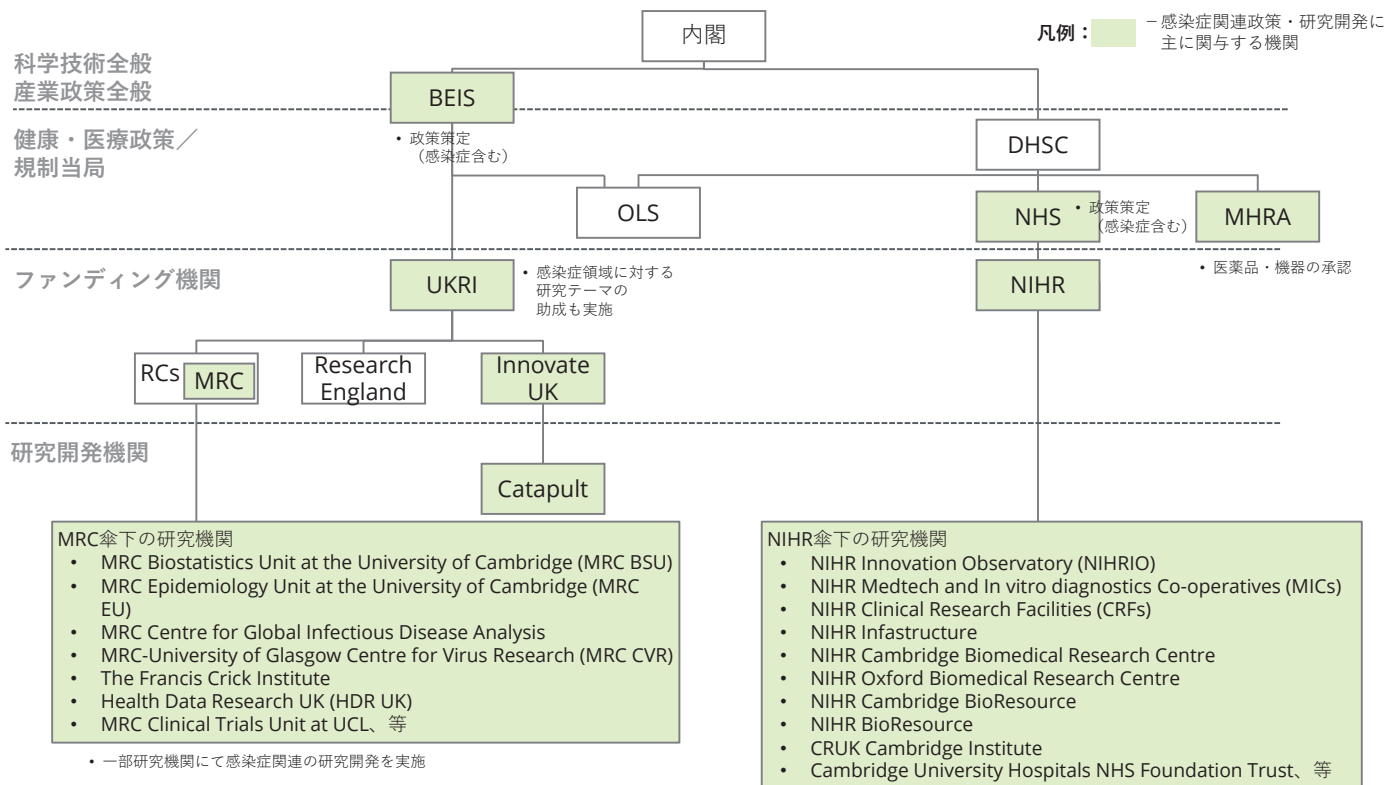 内閣
凡例：
－感染症関連政策・研究開発に
主に関与する機関
科学技術全般
産業政策全般
BEIS
健康・医療政策／
規制当局
• 政策策定
（感染症含む）
DHSC
OLS
NHS
• 政策策定
（感染症含む）
MHRA
ファンディング機関
UKRI
• 感染症領域に対する
研究テーマの
助成も実施
NIHR
• 医薬品・機器の承認
RCs
MRC
Research
England
Innovate
UK
研究開発機関
Catapult
MRC傘下の研究機関
• MRC Biostatistics Unit at the University of Cambridge (MRC BSU)
• MRC Epidemiology Unit at the University of Cambridge (MRC
EU)
• MRC Centre for Global Infectious Disease Analysis
• MRC-University of Glasgow Centre for Virus Research (MRC CVR)
• The Francis Crick Institute
• Health Data Research UK (HDR UK)
• MRC Clinical Trials Unit at UCL、等
• 一部研究機関にて感染症関連の研究開発を実施
NIHR傘下の研究機関
• NIHR Innovation Observatory (NIHRIO)
• NIHR Medtech and In vitro diagnostics Co-operatives (MICs)
• NIHR Clinical Research Facilities (CRFs)
• NIHR Infastructure
• NIHR Cambridge Biomedical Research Centre
• NIHR Oxford Biomedical Research Centre
• NIHR Cambridge BioResource
• NIHR BioResource
• CRUK Cambridge Institute
• Cambridge University Hospitals NHS Foundation Trust、等